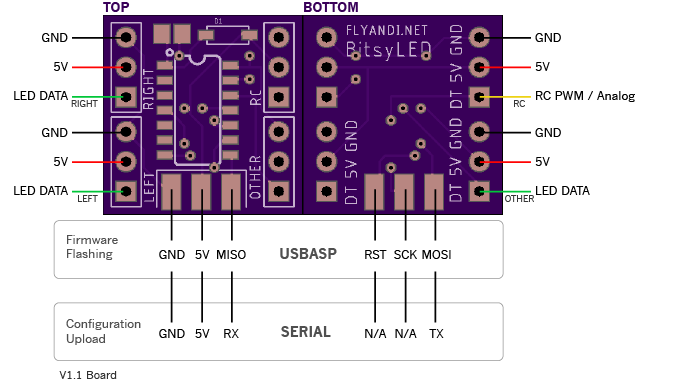 TOP
BOTTOM
GND
5V
LED DATA
RIGHT
GND
5V
LED DATA
LEFT
D1
RIGHT
RC
LEFT
OTHER
FLYANDI.NET
BitsyLED
DT 5V GND
DT 5V GND
DT 5V GND
GND
5V
RC PWM / Analog
RC
GND
5V
LED DATA
OTHER
Firmware
Flashing
GND 5V MISO
USBASP
RST SCK MOSI
Configuration
Upload
GND 5V RX
SERIAL
N/A N/A TX
V1.1 Board